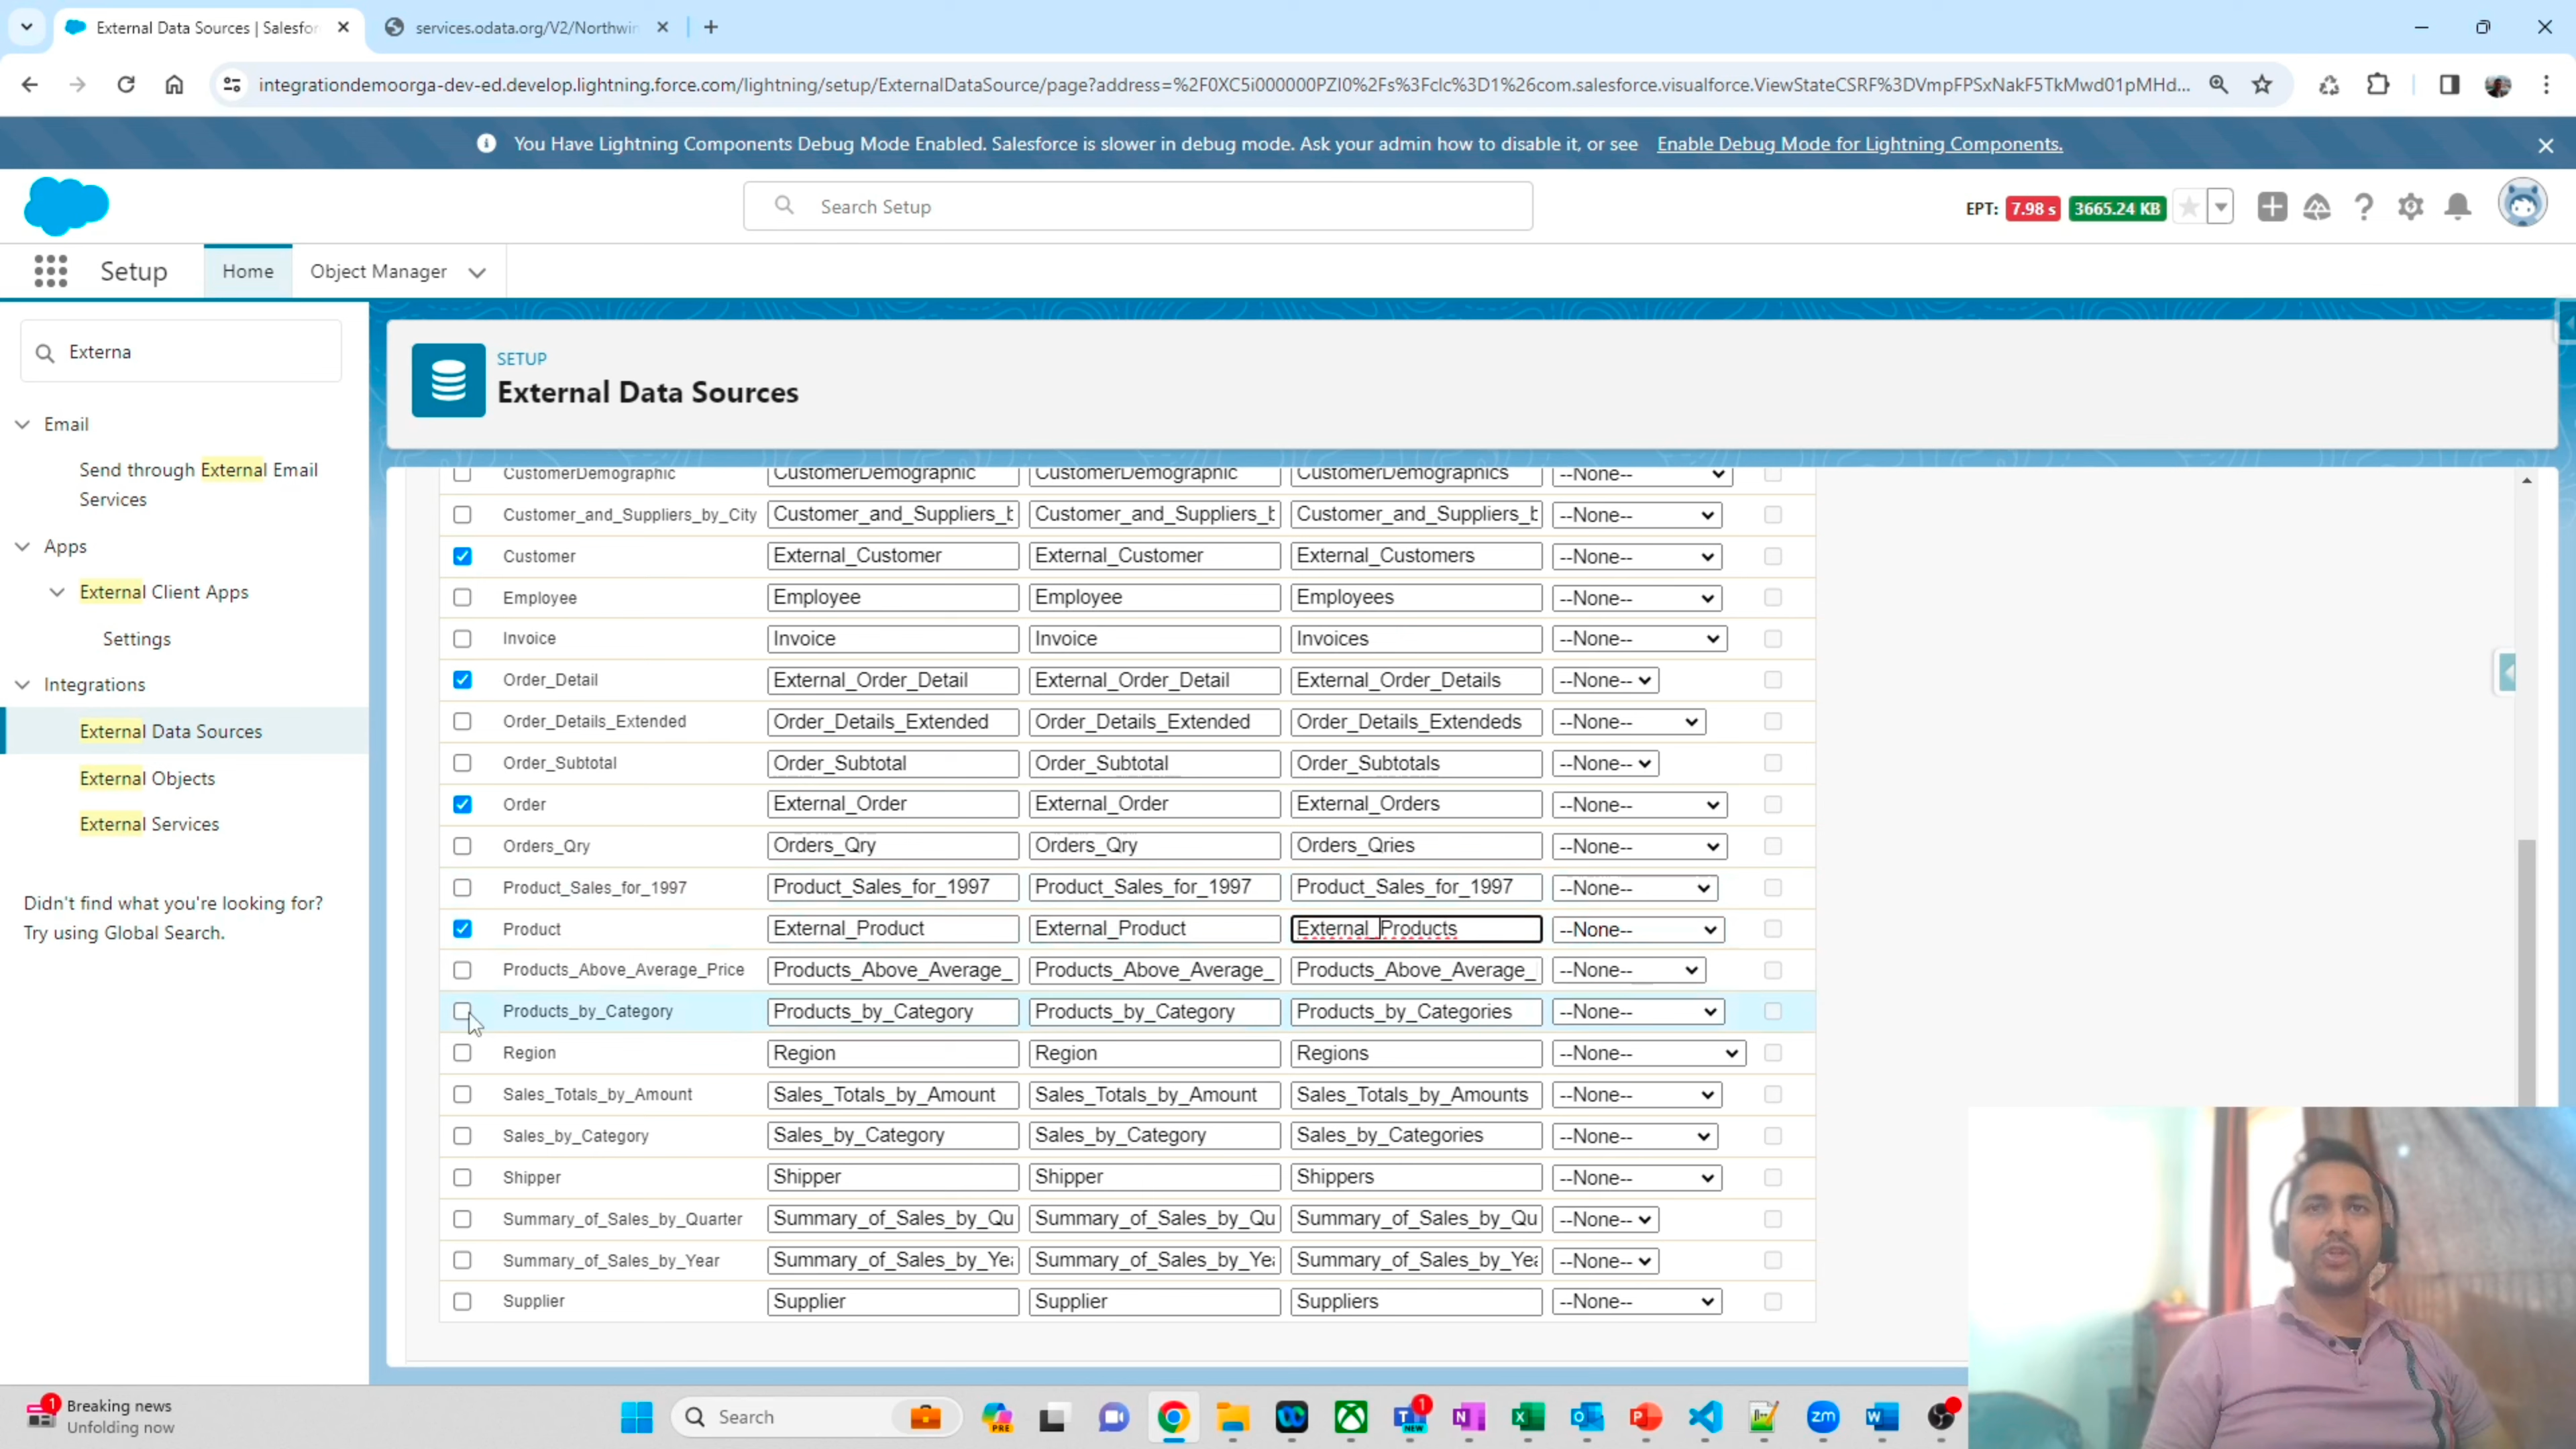 External Data Sources | Salesfor
services.odata.org/V2/Northwin
integrationdemoorga-dev-ed.develop.lightning.force.com/lightning/setup/ExternalDataSource/page?address=%2F0XC5i000000PZI0%2Fs%3Fclc%3D1%26com.salesforce.visualforce.ViewStateCSRF%3DVmpFPSxNakF5TkMwd01pMHd...
You Have Lightning Components Debug Mode Enabled. Salesforce is slower in debug mode. Ask your admin how to disable it, or see Enable Debug Mode for Lightning Components.
Search Setup
EPT: 7.98 s 3665.24 KB
Setup Home Object Manager
Externa
Email
Send through External Email
Services
Apps
External Client Apps
Settings
Integrations
External Data Sources
External Objects
External Services
Didn't find what you're looking for?
Try using Global Search.
SETUP
External Data Sources
CustomerDemographic CustomerDemographic CustomerDemographic CustomerDemographics --None--
Customer_and_Suppliers_by_City Customer_and_Suppliers_b Customer_and_Suppliers_b Customer_and_Suppliers_b --None--
Customer External_Customer External_Customer External_Customers --None--
Employee Employee Employee Employees --None--
Invoice Invoice Invoice Invoices --None--
Order_Detail External_Order_Detail External_Order_Detail External_Order_Details --None--
Order_Details_Extended Order_Details_Extended Order_Details_Extended Order_Details_Extendeds --None--
Order_Subtotal Order_Subtotal Order_Subtotal Order_Subtotals --None--
Order External_Order External_Order External_Orders --None--
Orders_Qry Orders_Qry Orders_Qry Orders_Qries --None--
Product_Sales_for_1997 Product_Sales_for_1997 Product_Sales_for_1997 Product_Sales_for_1997 --None--
Product External_Product External_Product External_Products --None--
Products_Above_Average_Price Products_Above_Average_ Products_Above_Average_ Products_Above_Average_ --None--
Products_by_Category Products_by_Category Products_by_Category Products_by_Categories --None--
Region Region Region Regions --None--
Sales_Totals_by_Amount Sales_Totals_by_Amount Sales_Totals_by_Amount Sales_Totals_by_Amounts --None--
Sales_by_Category Sales_by_Category Sales_by_Category Sales_by_Categories --None--
Shipper Shipper Shipper Shippers --None--
Summary_of_Sales_by_Quarter Summary_of_Sales_by_Qu Summary_of_Sales_by_Qu Summary_of_Sales_by_Qu --None--
Summary_of_Sales_by_Year Summary_of_Sales_by_Yea Summary_of_Sales_by_Yea Summary_of_Sales_by_Yea --None--
Supplier Supplier Supplier Suppliers --None--
1 Breaking news
Unfolding now
Search
PRE
1
NEW
zm